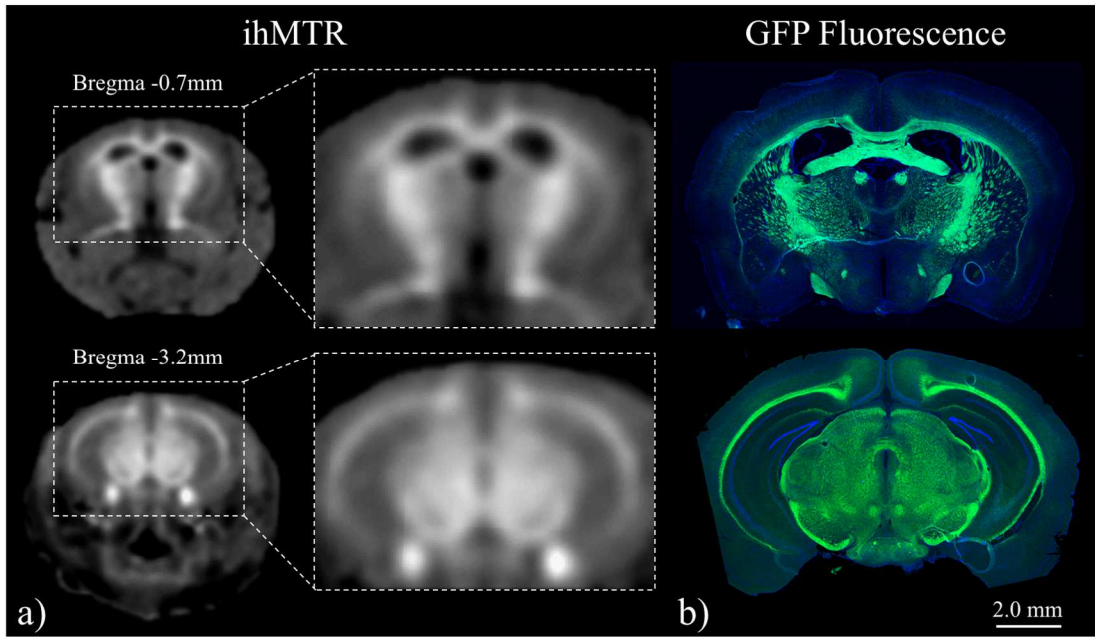 ihMTR
GFP Fluorescence
Bregma -0.7mm
Bregma -3.2mm
a)
b)
2.0 mm